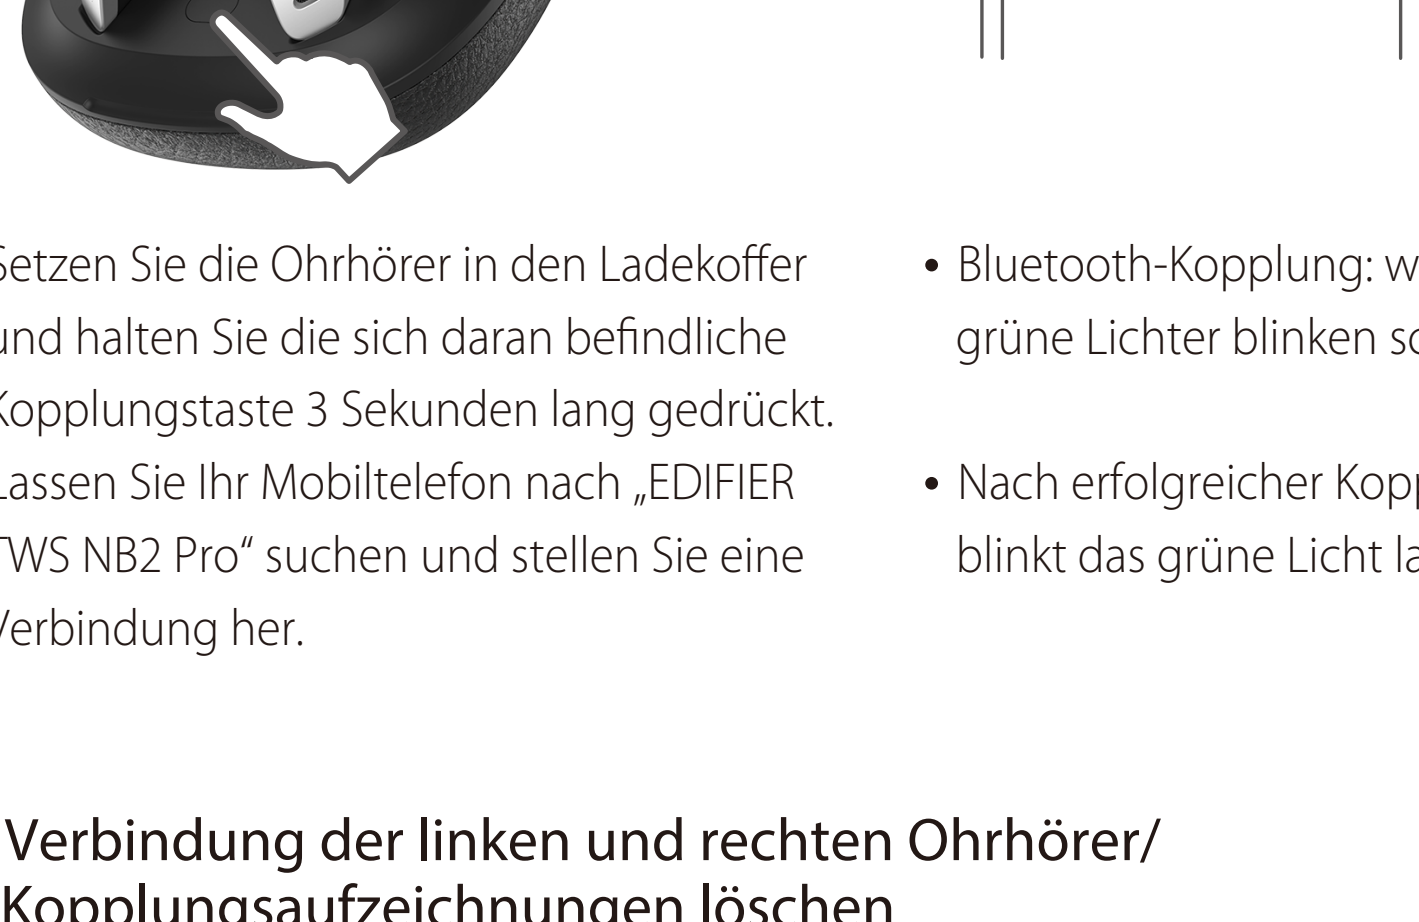 Setzen Sie die Ohrhörer in den Ladekoffer
und halten Sie die sich daran befindliche
Kopplungstaste 3 Sekunden lang gedrückt.
Lassen Sie Ihr Mobiltelefon nach „EDIFIER
TWS NB2 Pro“ suchen und stellen Sie eine
Verbindung her.
• Bluetooth-Kopplung:
grüne Lichter blinken
• Nach erfolgreicher
blinkt das grüne Licht
Verbindung der linken und rechten Ohrhörer/
Kopplungsaufzeichnungen löschen